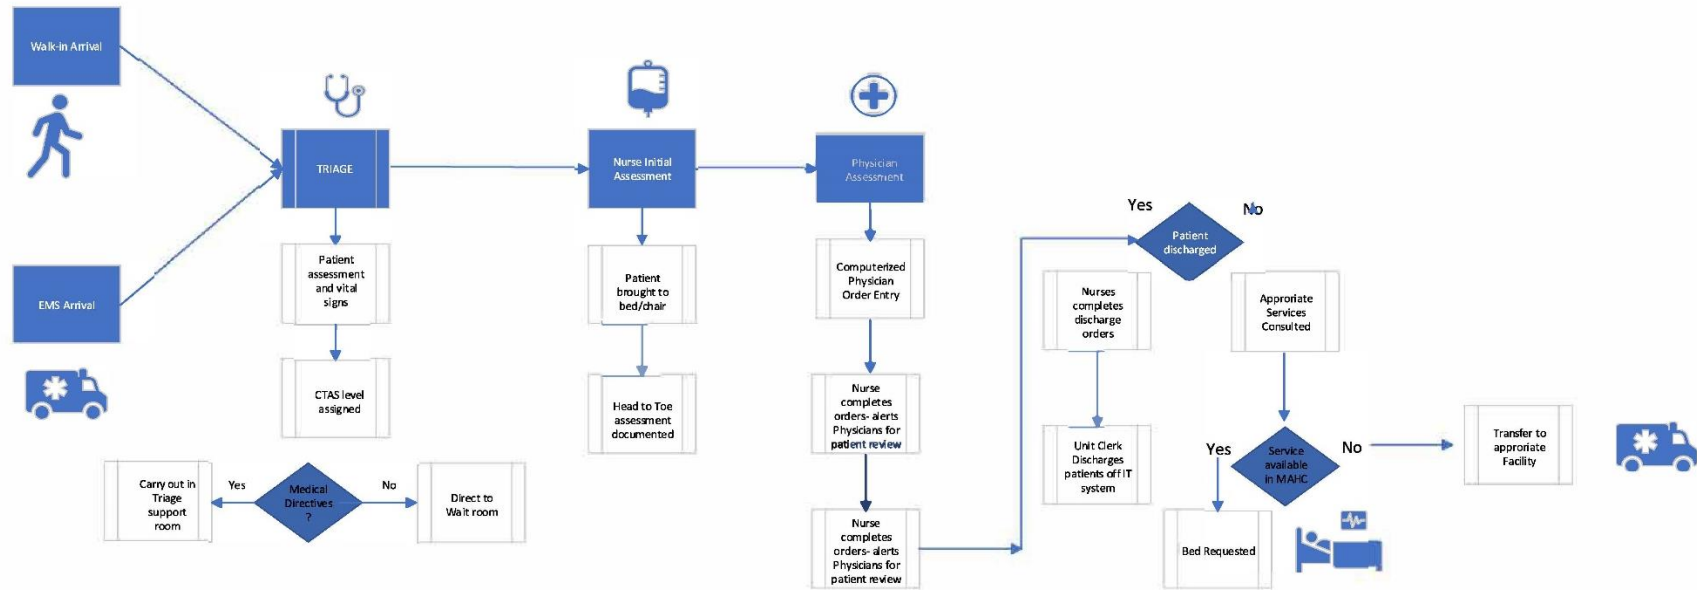 Walk-in Arrival
EMS Arrival
TRIAGE
Patient
assessment
and vital
signs
CTAS level
assigned
Carry out in
Triage
support
room
Yes
Medical
Directives
?
No
Direct to
Wait room
Nurse Initial
Assessment
Patient
brought to
bed/chair
Head to Toe
assessment
documented
Physician
Assessment
Computerized
Physician
Order Entry
Nurse
completes
orders- alerts
Physicians for
patient review
Nurse
completes
orders- alerts
Physicians for
patient review
Yes
No
Patient
discharged
Nurses
completes
discharge
orders
Unit Clerk
Discharges
patients off IT
system
Approriate
Services
Consulted
Yes
Service
available
in MAHC
No
Bed Requested
Transfer to
approriate
Facility